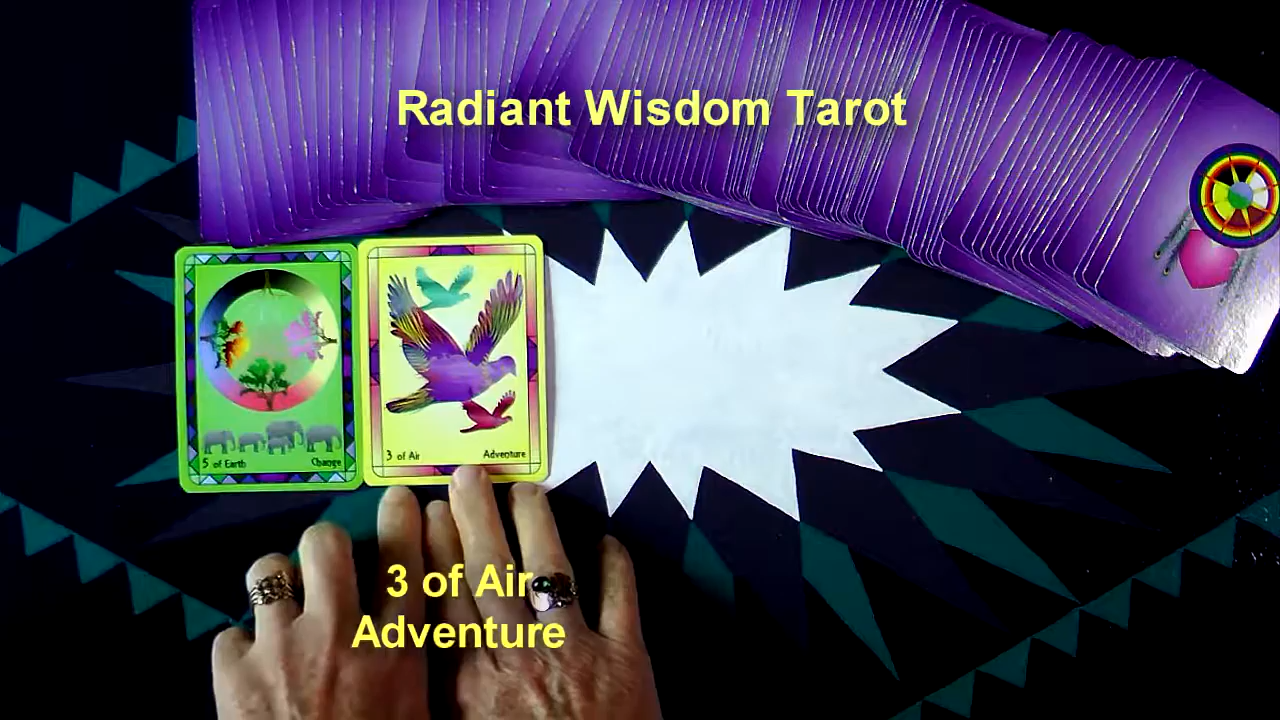 Radiant Wisdom Tarot
5 of Earth Change
3 of Air Adventure
3 of Air
Adventure